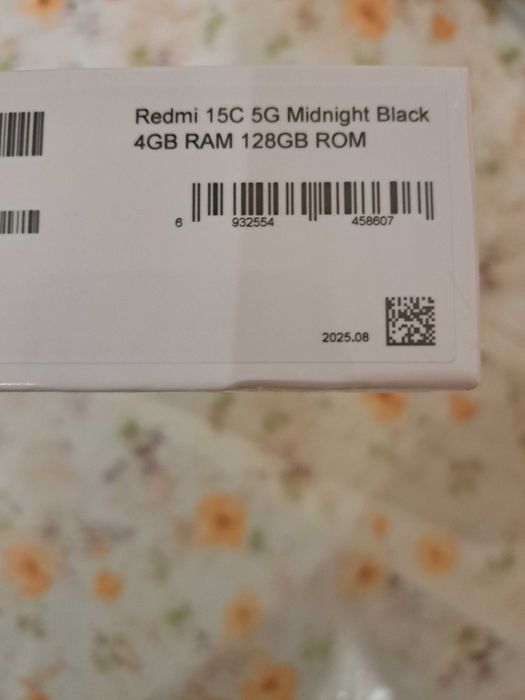 Redmi 15C 5G Midnight Black
4GB RAM 128GB ROM
6 932554 458607
2025.08